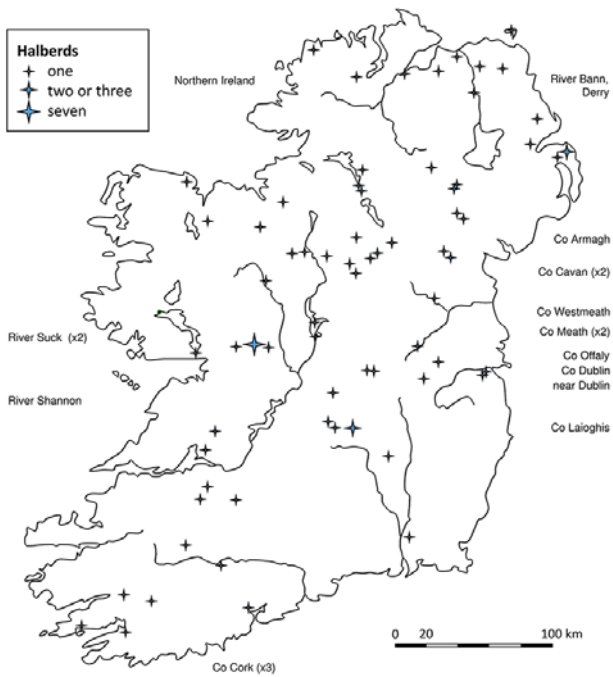 Halberds
one
two or three
seven
Northern Ireland
River Bann,
Derry
Co Armagh
Co Cavan (x2)
Co Westmeath
Co Meath (x2)
Co Offaly
Co Dublin
near Dublin
Co Laioghis
River Suck (x2)
River Shannon
Co Cork (x3)
0 20 100 km